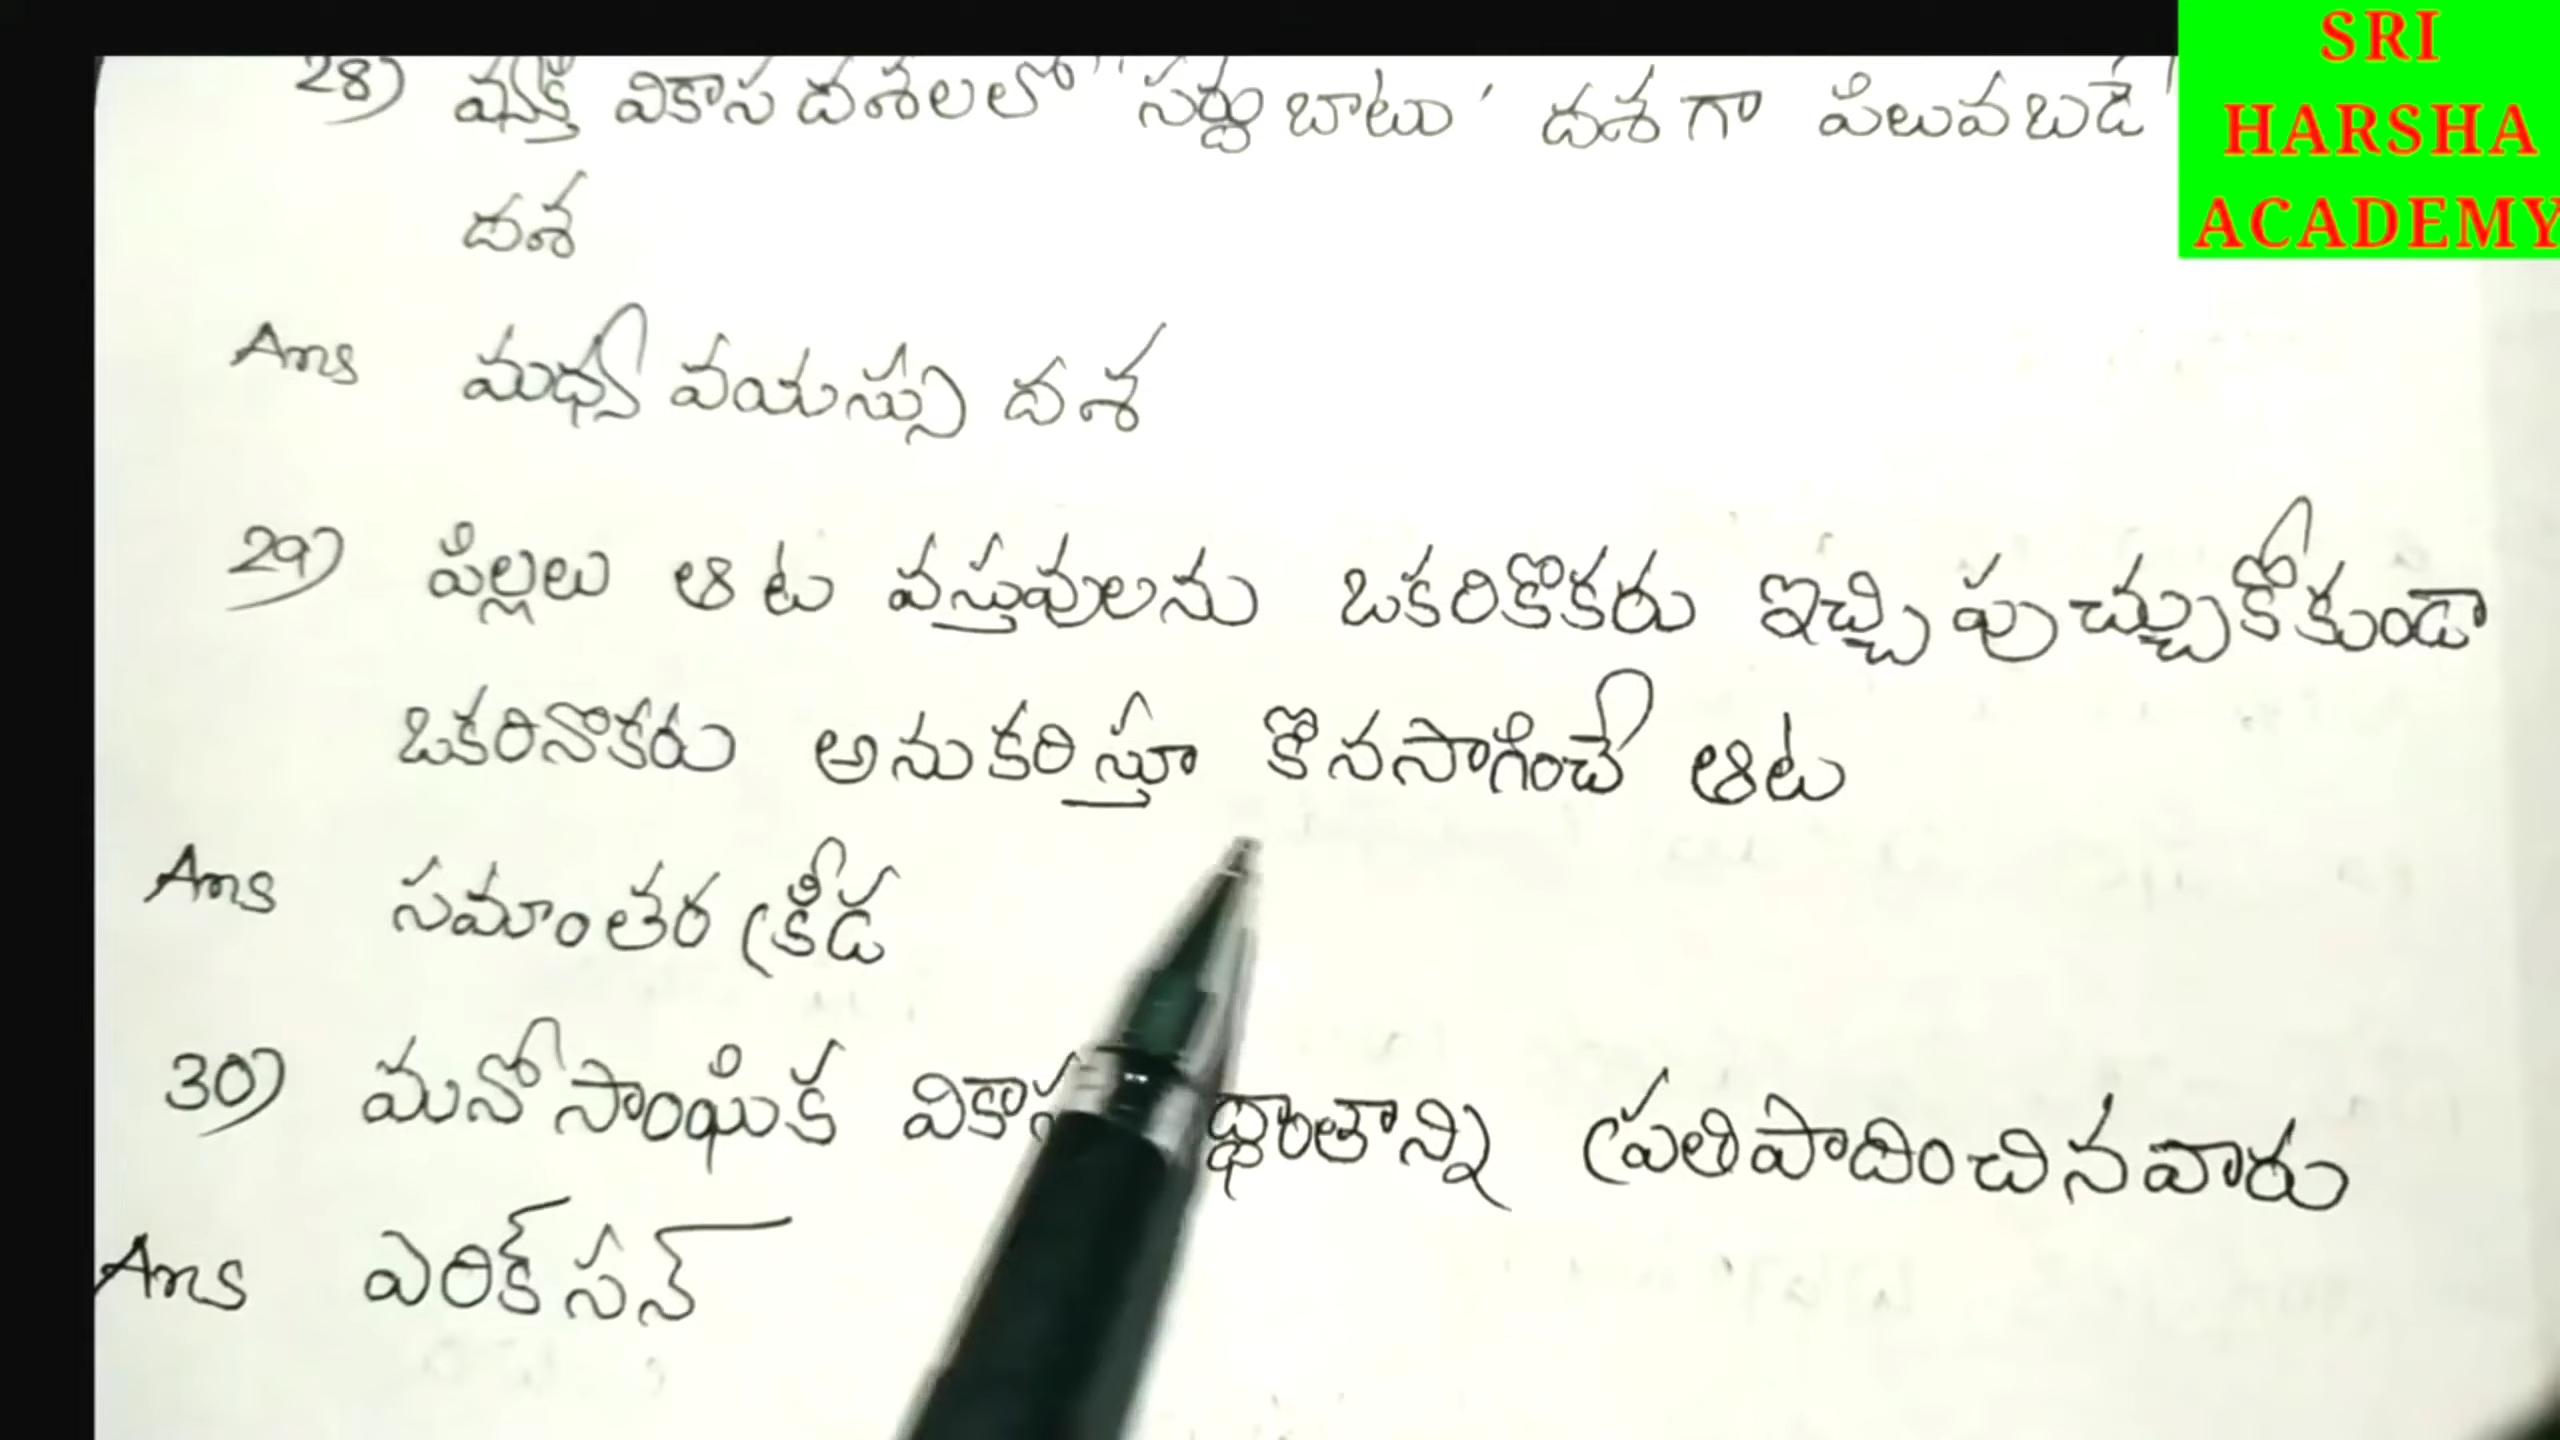 28) వ్యక్తి వికాస దశలలో "సర్దుబాటు' దశగా పిలువబడే
దశ
Ans మధ్య వయస్సు దశ
29) పిల్లలు ఆట వస్తువులను ఒకరికొకరు ఇచ్చి పుచ్చుకోకుండా
ఒకరినొకరు అనుకరిస్తూ కొనసాగించే ఆట
Ans సమాంతర క్రీడ
30) మనోసాంఘిక ప్రతిపాదించినవారు
Ans ఎరిక్ సన్
SRI
HARSHA
ACADEMY